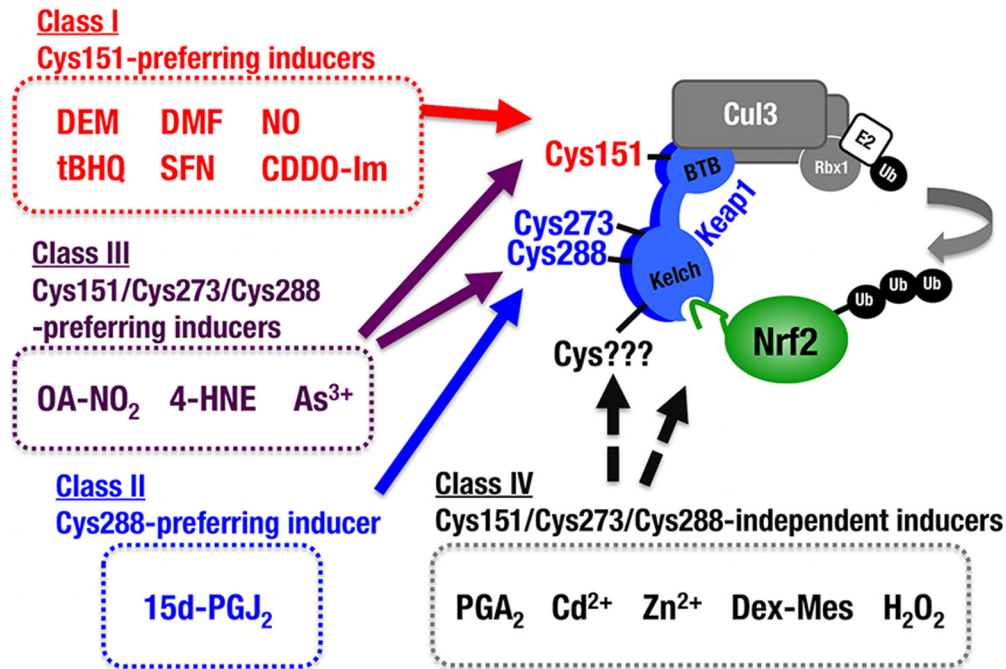 Class I
Cys151-preferring inducers
DEM DMF NO
tBHQ SFN CDDO-Im
Class III
Cys151/Cys273/Cys288
-preferring inducers
OA-NO₂ 4-HNE As³⁺
Class II
Cys288-preferring inducer
15d-PGJ₂
Cul3
E2
Rbx1
Ub
Cys151
BTB
Keap1
Cys273
Cys288
Kelch
Ub Ub Ub
Nrf2
Cys???
Class IV
Cys151/Cys273/Cys288-independent inducers
PGA₂ Cd²⁺ Zn²⁺ Dex-Mes H₂O₂